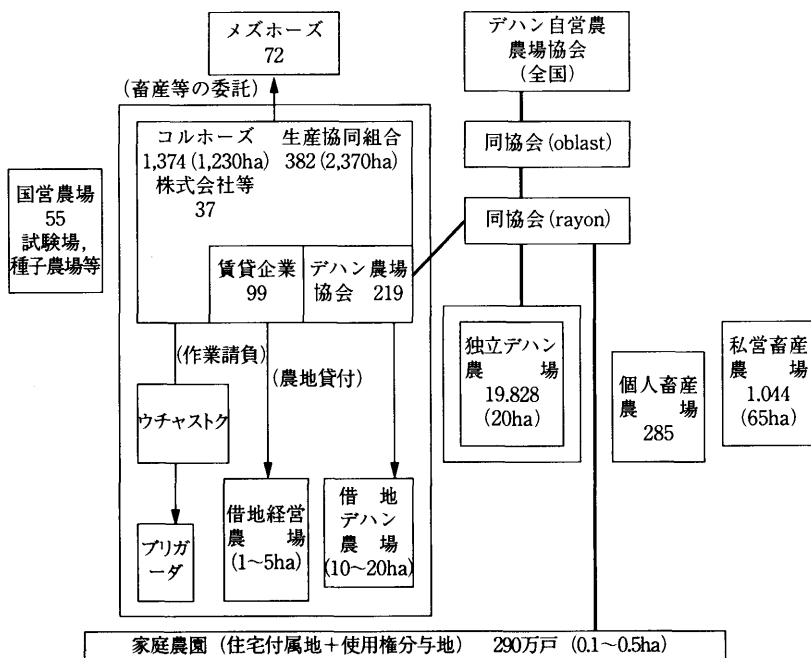 メズホーズ
72
(畜産等の委託)
デハン自営農
農場協会
(全国)
同協会(oblast)
同協会(rayon)
コルホーズ 生産協同組合
1,374(1,230ha) 382(2,370ha)
株式会社等
37
賃貸企業
99
デハン農場
協会 219
国営農場
55
試験場,
種子農場等
(作業請負)
(農地貸付)
ウチャストク
ブリガ
ーダ
借地経営
農 場
(1〜5ha)
借 地
デハン
農 場
(10〜20ha)
独立デハン
農 場
19.828
(20ha)
個人畜産
農 場
285
私営畜産
農 場
1.044
(65ha)
家庭農園(住宅付属地+使用権分与地) 290万戸(0.1〜0.5ha)